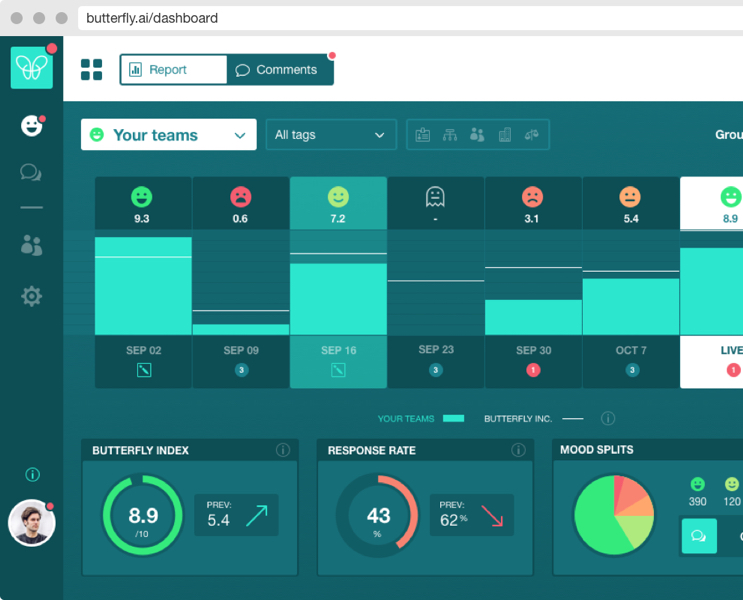 butterfly.ai/dashboard
Report
Comments
Your teams
All tags
9.3
0.6
7.2
-
3.1
5.4
8.9
SEP 02
SEP 09
SEP 16
SEP 23
SEP 30
OCT 7
LIVE
3
3
1
3
1
YOUR TEAMS
BUTTERFLY INC.
BUTTERFLY INDEX
RESPONSE RATE
MOOD SPLITS
8.9
/10
PREV:
5.4
43
%
PREV:
62%
390
120